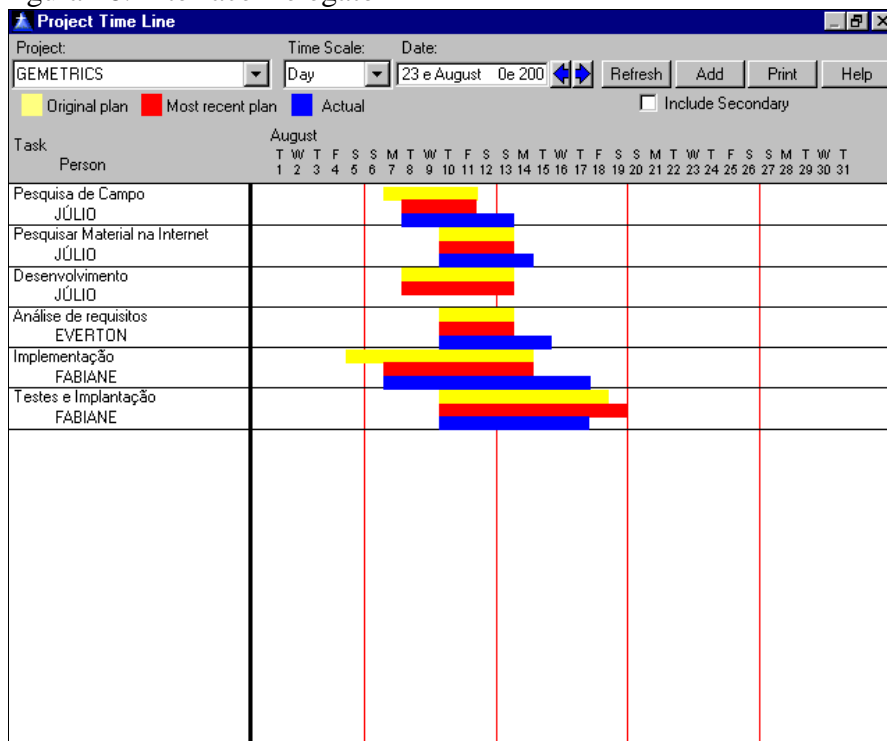 Project Time Line
Project: Time Scale: Date:
GEMETRICS Day 23 e August 0e 200 Refresh Add Print Help
Original plan Most recent plan Actual Include Secondary
August
Task T W T F S S M T W T F S S M T W T F S S M T W T F S S M T W T
Person 1 2 3 4 5 6 7 8 9 10 11 12 13 14 15 16 17 18 19 20 21 22 23 24 25 26 27 28 29 30 31
Pesquisa de Campo
JÚLIO
Pesquisar Material na Internet
JÚLIO
Desenvolvimento
JÚLIO
Análise de requisitos
EVERTON
Implementação
FABIANE
Testes e Implantação
FABIANE